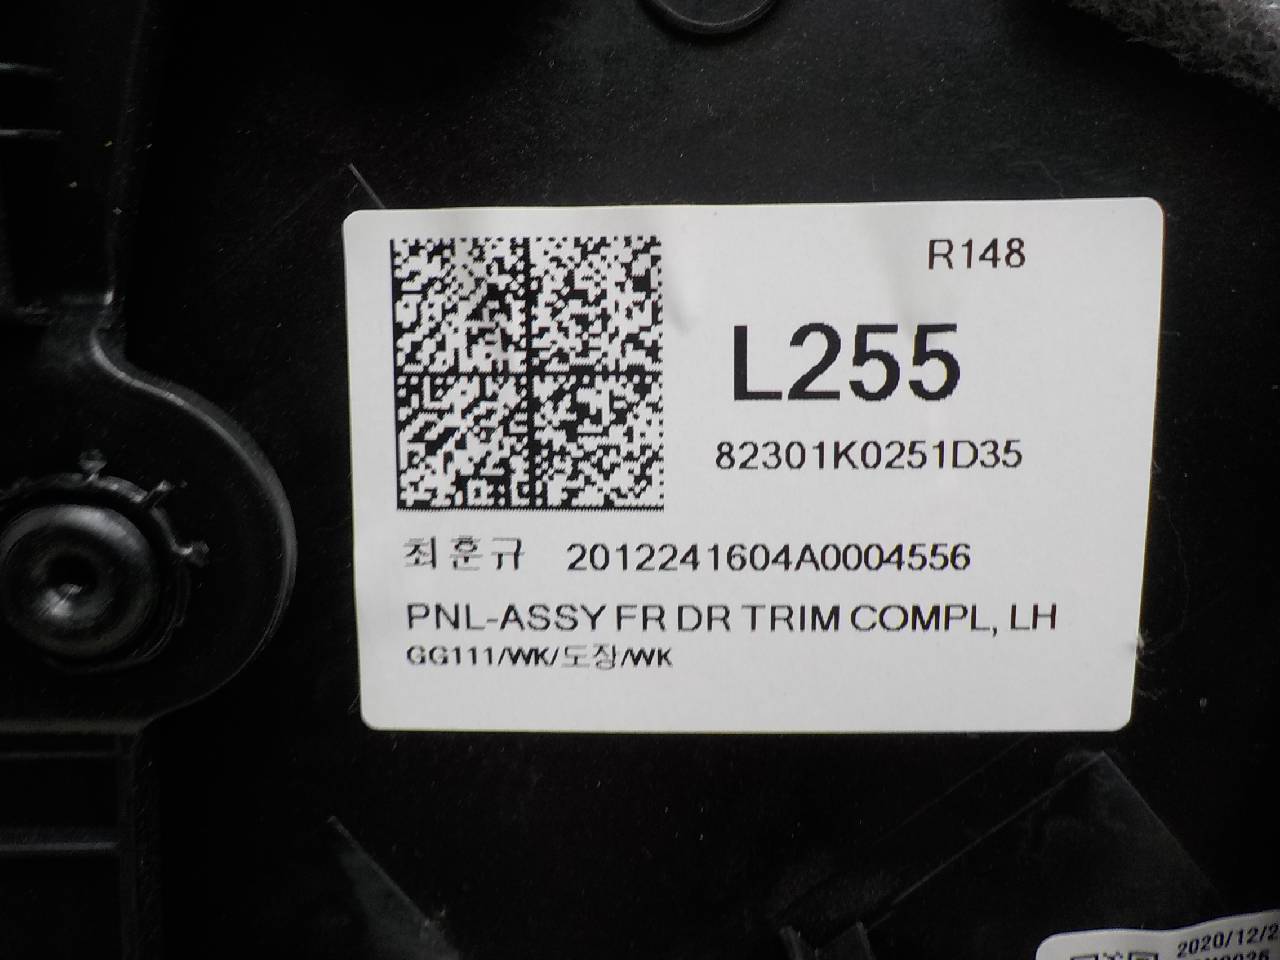 R148
L255
82301K0251D35
최훈규 2012241604A0004556
PNL-ASSY FR DR TRIM COMPL, LH
GG111/WK/도장/WK
2020/12/2